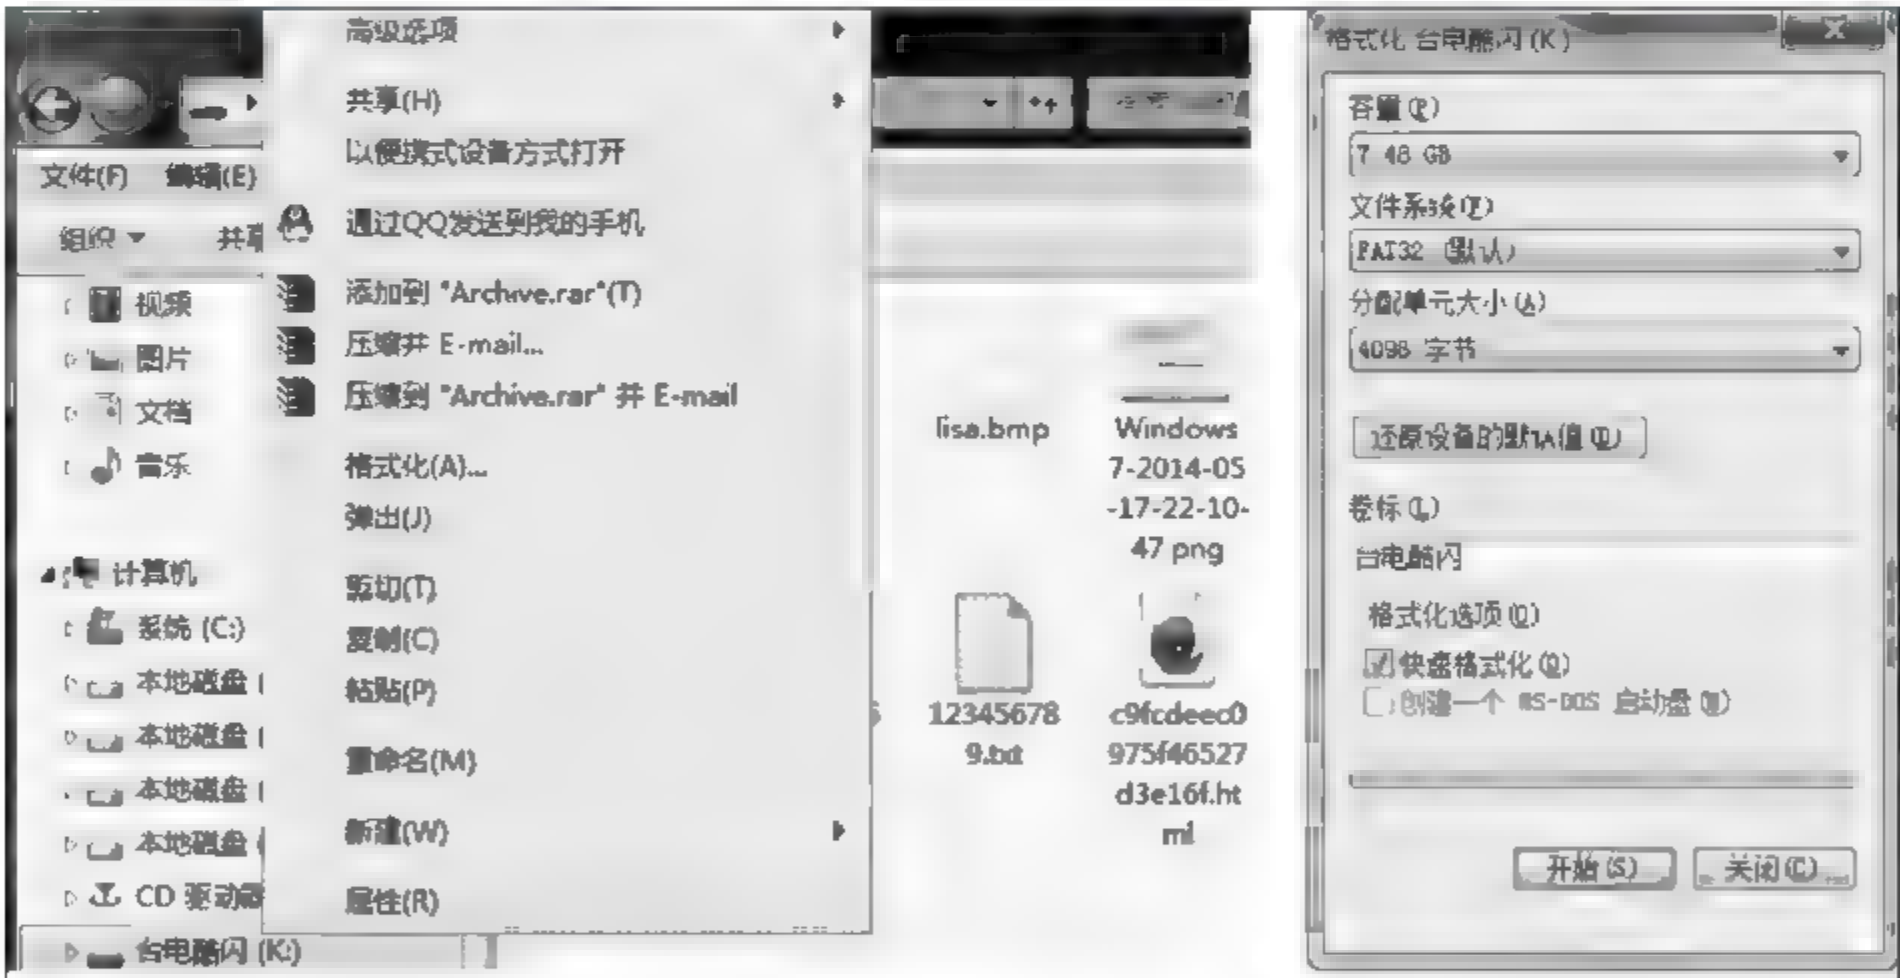 文件(F) 编辑(E)
组织 共享
视频
图片
文档
音乐
计算机
系统 (C:)
本地磁盘 (
本地磁盘 (
本地磁盘 (
本地磁盘 (
CD 驱动器
台电酷闪 (K:)
高级选项
共享(H)
以便携式设备方式打开
通过QQ发送到我的手机
添加到 "Archive.rar"(T)
压缩并 E-mail...
压缩到 "Archive.rar" 并 E-mail
格式化(A)...
弹出(J)
剪切(T)
复制(C)
粘贴(P)
重命名(M)
新建(W)
属性(R)
lisa.bmp
Windows
7-2014-05
-17-22-10-
47 png
12345678
9.txt
c9fcdeec0
975f46527
d3e16f.ht
ml
格式化 台电酷闪 (K)
容量(P)
7 48 GB
文件系统(F)
FAT32 (默认)
分配单元大小(A)
4096 字节
还原设备的默认值(D)
卷标(L)
台电酷闪
格式化选项(O)
快速格式化(Q)
创建一个 MS-DOS 启动盘(M)
开始(S) 关闭(C)